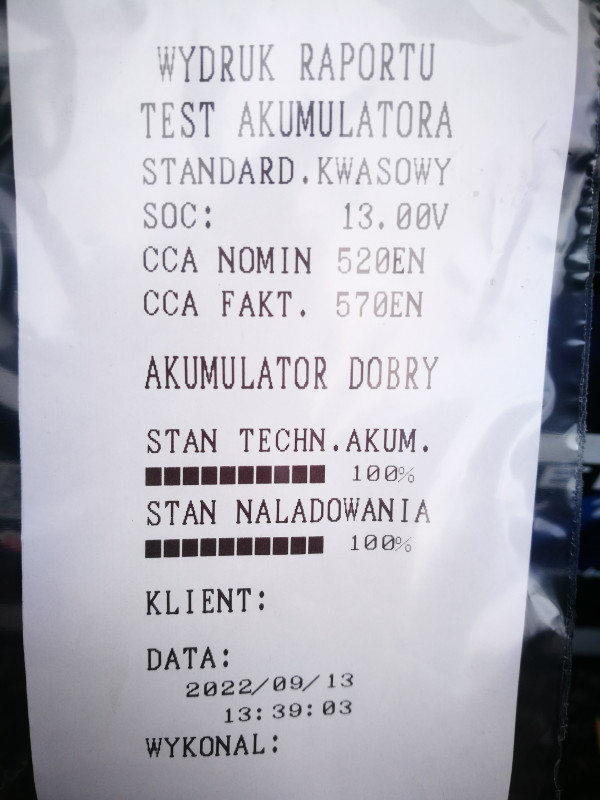 WYDRUK RAPORTU
TEST AKUMULATORA
STANDARD.KWASOWY
SOC: 13.00V
CCA NOMIN 520EN
CCA FAKT. 570EN
AKUMULATOR DOBRY
STAN TECHN.AKUM.
100%
STAN NALADOWANIA
100%
KLIENT:
DATA:
2022/09/13
13:39:03
WYKONAL: